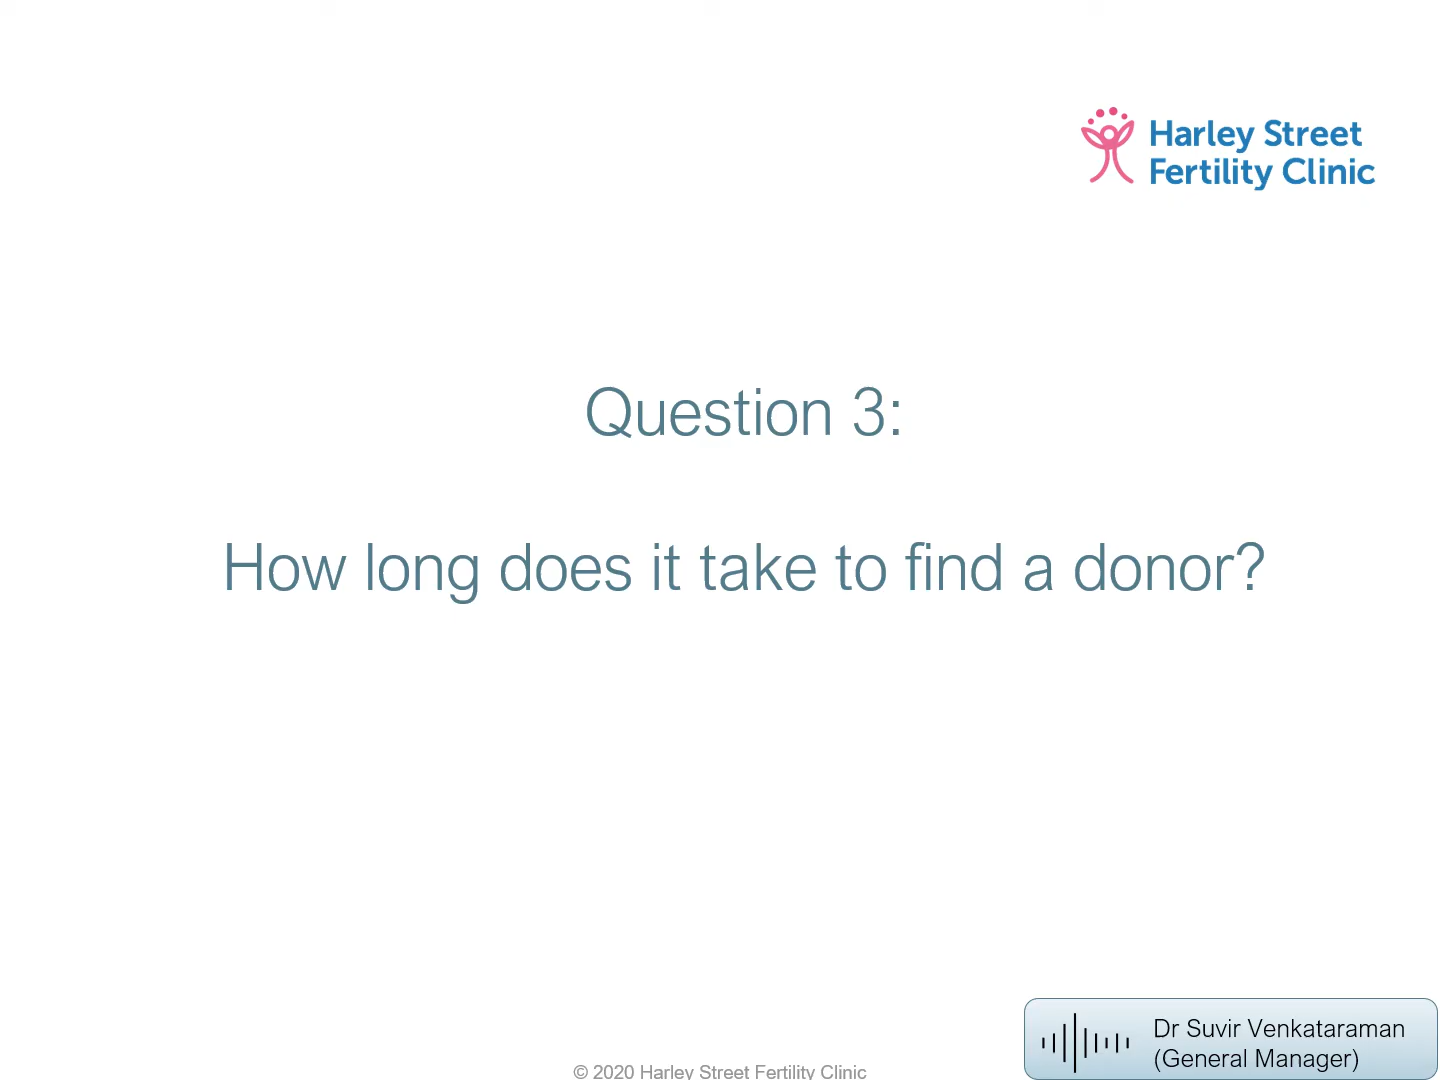 Harley Street
Fertility Clinic
Question 3:
How long does it take to find a donor?
Dr Suvir Venkataraman
(General Manager)
© 2020 Harley Street Fertility Clinic